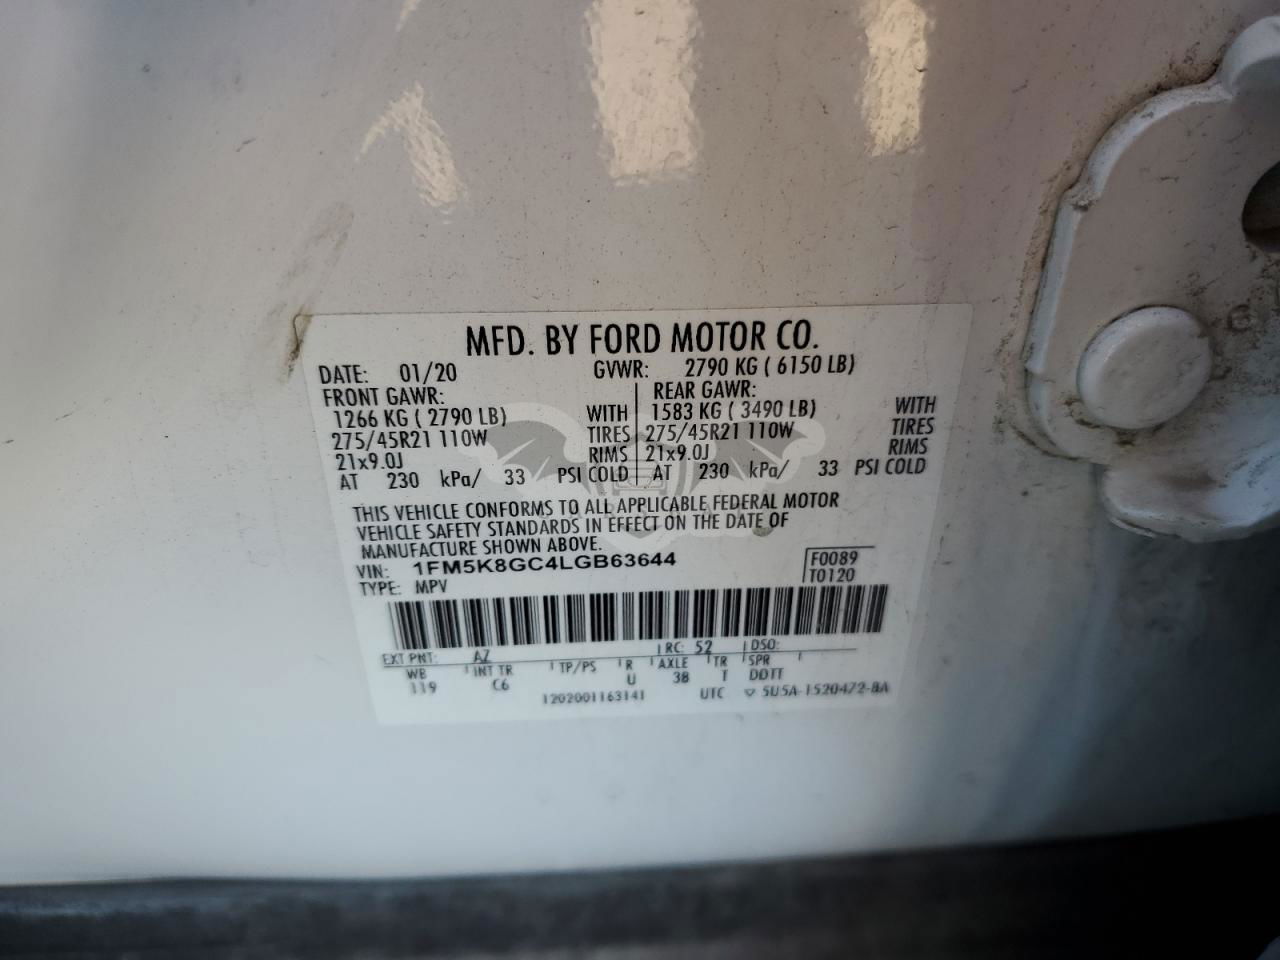 MFD. BY FORD MOTOR CO.
DATE: 01/20 GVWR: 2790 KG ( 6150 LB)
FRONT GAWR: REAR GAWR:
1266 KG ( 2790 LB) WITH 1583 KG ( 3490 LB) WITH
275/45R21 110W TIRES 275/45R21 110W TIRES
21x9.0J RIMS 21x9.0J RIMS
AT 230 kPa/ 33 PSI COLD AT 230 kPa/ 33 PSI COLD
THIS VEHICLE CONFORMS TO ALL APPLICABLE FEDERAL MOTOR
VEHICLE SAFETY STANDARDS IN EFFECT ON THE DATE OF
MANUFACTURE SHOWN ABOVE.
VIN: 1FM5K8GC4LGB63644 F0089
TYPE: MPV T0120
EXT PNT: AZ RC: 52 DSO:
WB INT TR TP/PS R AXLE TR SPR
119 C6 U 3B T DDTT
1202001163141 UTC ▽ 5U5A-1520472-BA